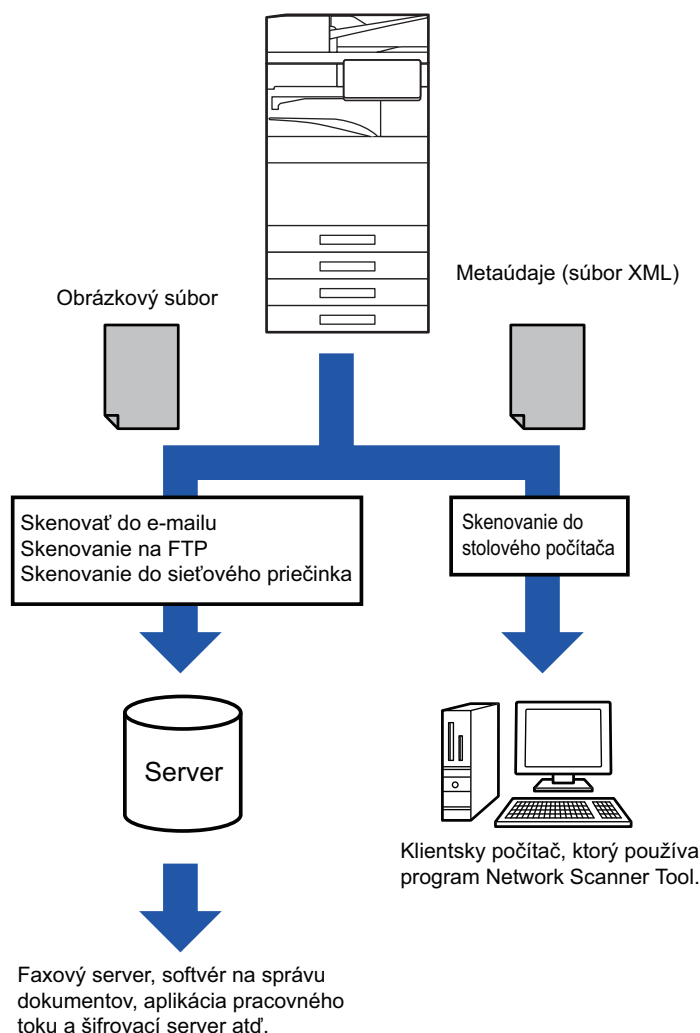 Metaúdaje (súbor XML)
Obrázkový súbor
Skenovať do e-mailu
Skenovanie na FTP
Skenovanie do sieťového priečinka
Skenovanie do
stolového počítača
Server
Klientsky počítač, ktorý používa
program Network Scanner Tool.
Faxový server, softvér na správu
dokumentov, aplikácia pracovného
toku a šifrovací server atď.